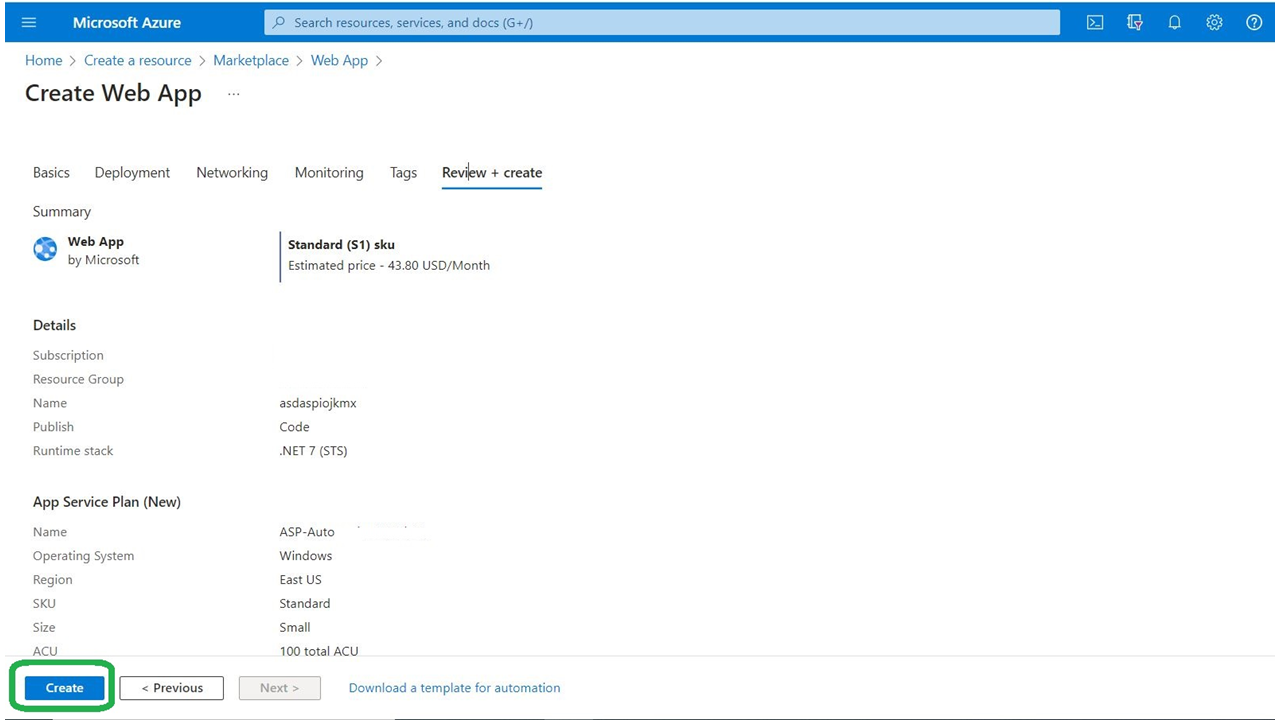 Microsoft Azure
Search resources, services, and docs (G+/)
Home > Create a resource > Marketplace > Web App >
Create Web App ...
Basics Deployment Networking Monitoring Tags Review + create
Summary
Web App
by Microsoft
Standard (S1) sku
Estimated price - 43.80 USD/Month
Details
Subscription
Resource Group
Name asdaspiojkmx
Publish Code
Runtime stack .NET 7 (STS)
App Service Plan (New)
Name ASP-Auto
Operating System Windows
Region East US
SKU Standard
Size Small
ACU 100 total ACU
Create < Previous Next > Download a template for automation